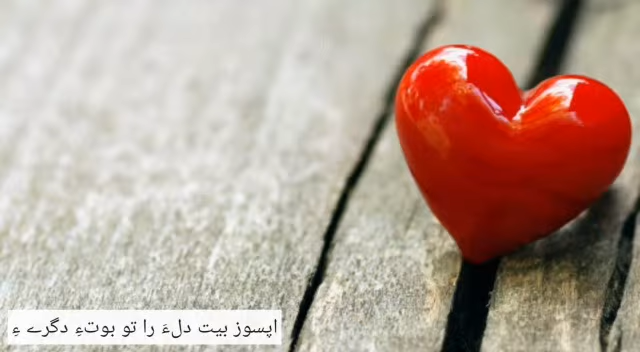 اپسوز بیت دلءَ را تو بوتءِ دگرے ءِ